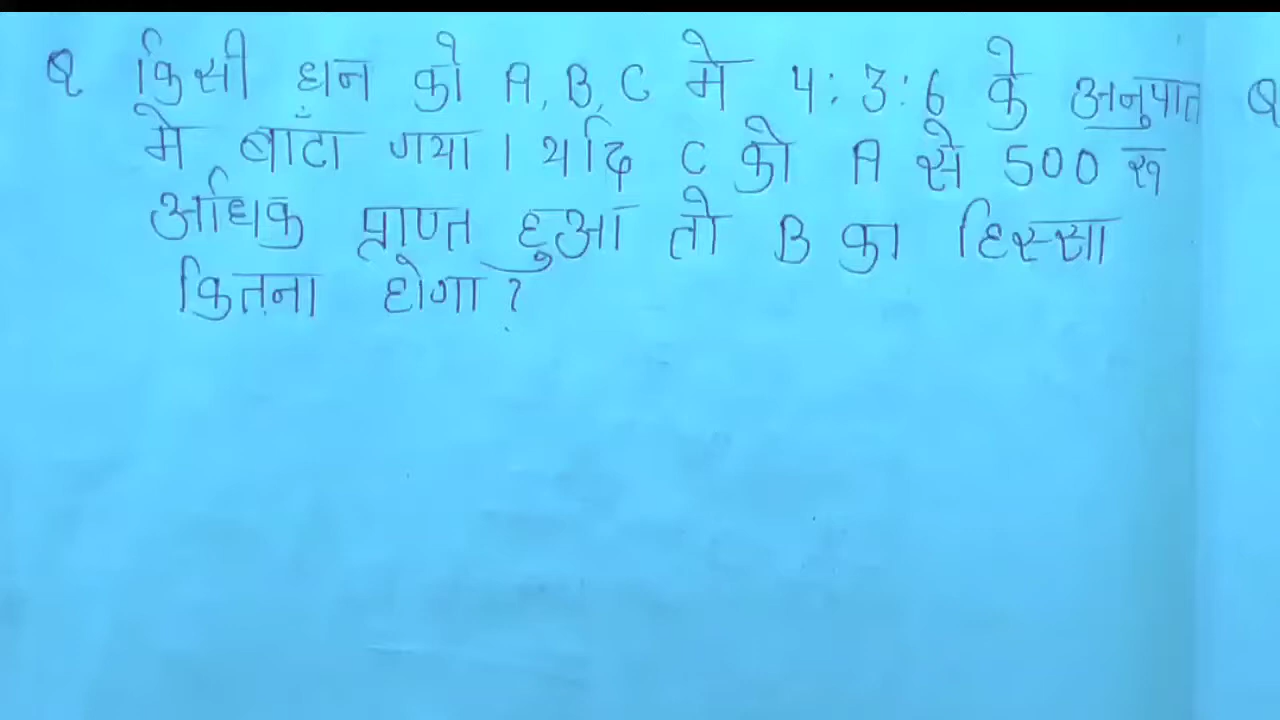 Q किसी धन को A, B, C मे 4:3:6 के अनुपात Q
मे बाँटा गया । यदि C को A से 500 रु
अधिक प्राप्त हुआ तो B का हिस्सा
कितना होगा ?